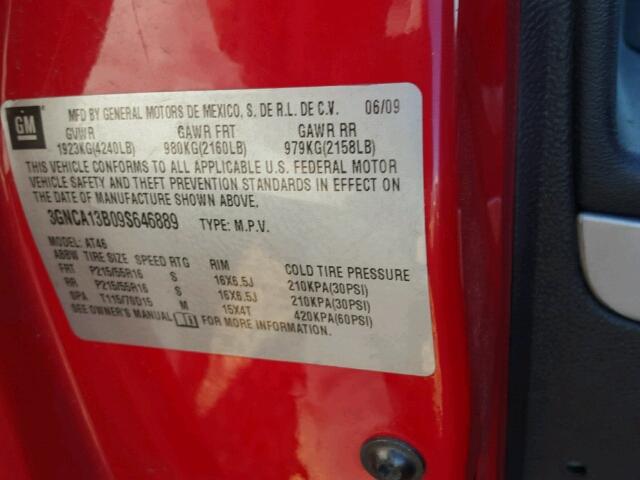 GM
MFD BY GENERAL MOTORS DE MEXICO, S. DE R.L. DE C.V. 06/09
GVWR GAWR FRT GAWR RR
1923KG(4240LB) 980KG(2160LB) 979KG(2158LB)
THIS VEHICLE CONFORMS TO ALL APPLICABLE U.S. FEDERAL MOTOR
VEHICLE SAFETY AND THEFT PREVENTION STANDARDS IN EFFECT ON
THE DATE OF MANUFACTURE SHOWN ABOVE.
3GNCA13B09S646889 TYPE: M.P.V.
MODEL: AT46
ABBW TIRE SIZE SPEED RTG RIM COLD TIRE PRESSURE
FRT P215/55R16 S 16X6.5J 210KPA(30PSI)
RR P215/55R16 S 16X6.5J 210KPA(30PSI)
SPA T115/70D15 M 15X4T 420KPA(60PSI)
SEE OWNER'S MANUAL FOR MORE INFORMATION.